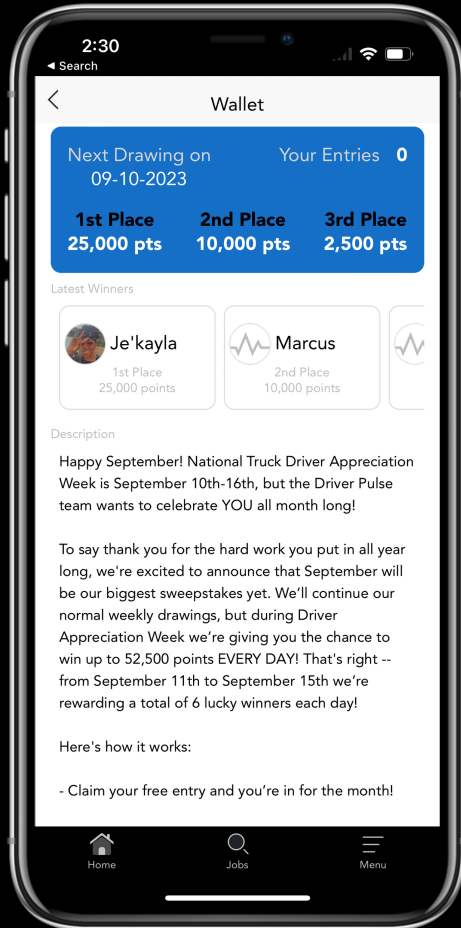 2:30
◂ Search
Wallet
Next Drawing on
09-10-2023
Your Entries 0
1st Place 2nd Place 3rd Place
25,000 pts 10,000 pts 2,500 pts
Latest Winners
Je'kayla
1st Place
25,000 points
Marcus
2nd Place
10,000 points
Description
Happy September! National Truck Driver Appreciation
Week is September 10th-16th, but the Driver Pulse
team wants to celebrate YOU all month long!
To say thank you for the hard work you put in all year
long, we're excited to announce that September will
be our biggest sweepstakes yet. We’ll continue our
normal weekly drawings, but during Driver
Appreciation Week we’re giving you the chance to
win up to 52,500 points EVERY DAY! That's right --
from September 11th to September 15th we’re
rewarding a total of 6 lucky winners each day!
Here's how it works:
- Claim your free entry and you’re in for the month!
Home
Jobs
Menu